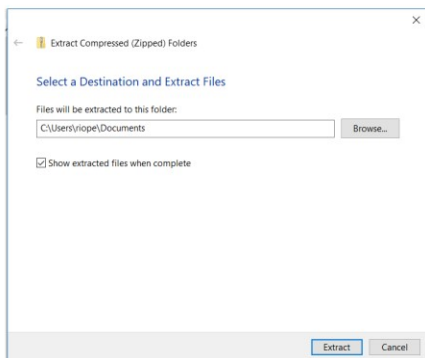 Extract Compressed (Zipped) Folders
Select a Destination and Extract Files
Files will be extracted to this folder:
C:\Users\riope\Documents
Browse...
Show extracted files when complete
Extract
Cancel